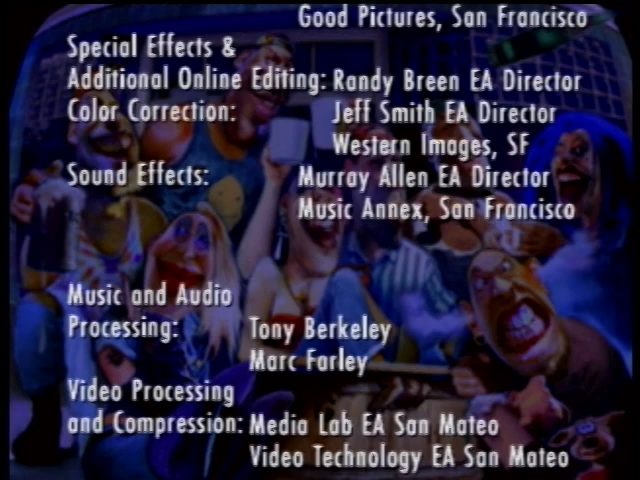 Good Pictures, San Francisco
Special Effects &
Additional Online Editing: Randy Breen EA Director
Color Correction: Jeff Smith EA Director
Western Images, SF
Sound Effects: Murray Allen EA Director
Music Annex, San Francisco
Music and Audio
Processing: Tony Berkeley
Marc Farley
Video Processing
and Compression: Media Lab EA San Mateo
Video Technology EA San Mateo